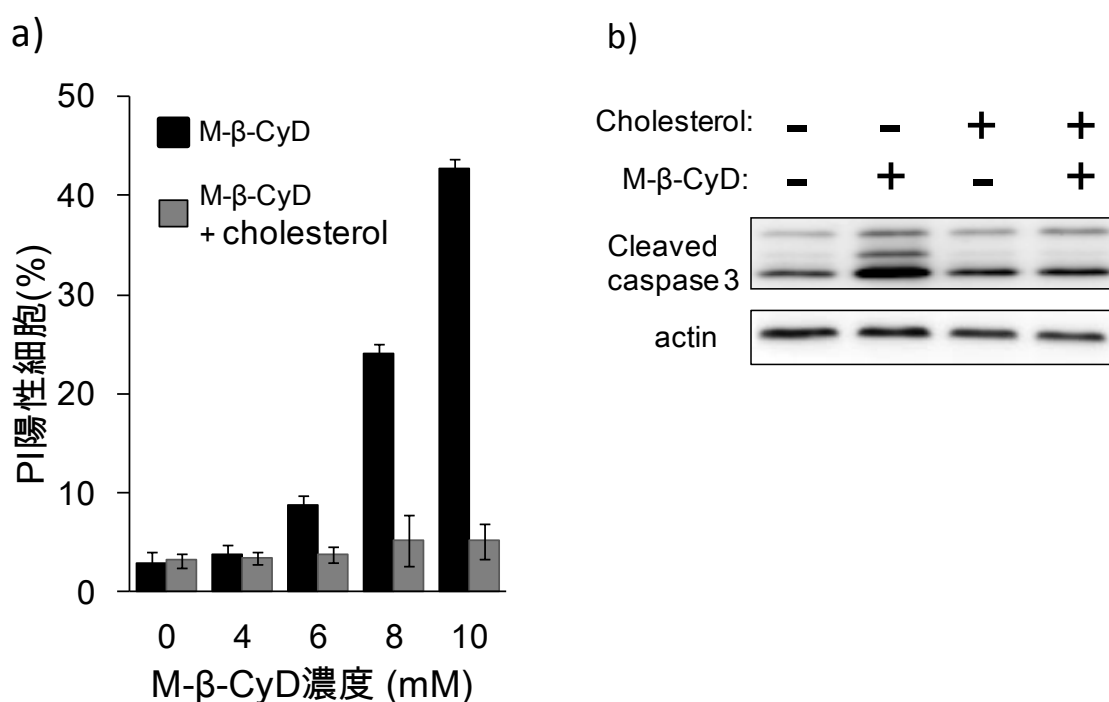 a)
50
40
30
20
10
0
PI陽性細胞(%)
M-β-CyD
M-β-CyD
+ cholesterol
0 4 6 8 10
M-β-CyD濃度 (mM)
b)
Cholesterol: - - + +
M-β-CyD: - + - +
Cleaved
caspase 3
actin